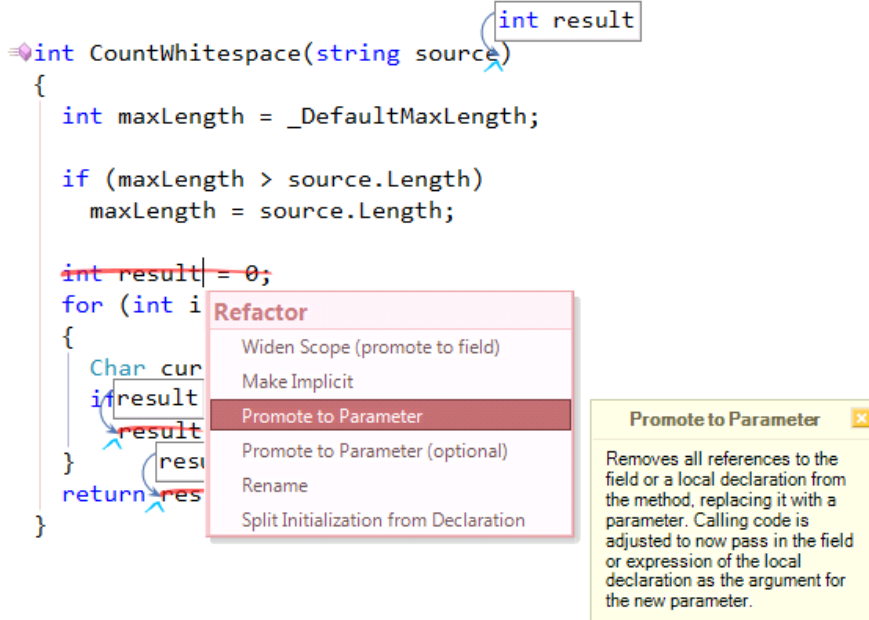 int result
int CountWhitespace(string source)
{
int maxLength = _DefaultMaxLength;
if (maxLength > source.Length)
maxLength = source.Length;
int result = 0;
for (int i
{
Char cur
if
result
result
}
return res
}
Refactor
Widen Scope (promote to field)
Make Implicit
Promote to Parameter
Promote to Parameter (optional)
Rename
Split Initialization from Declaration
Promote to Parameter
Removes all references to the
field or a local declaration from
the method, replacing it with a
parameter. Calling code is
adjusted to now pass in the field
or expression of the local
declaration as the argument for
the new parameter.